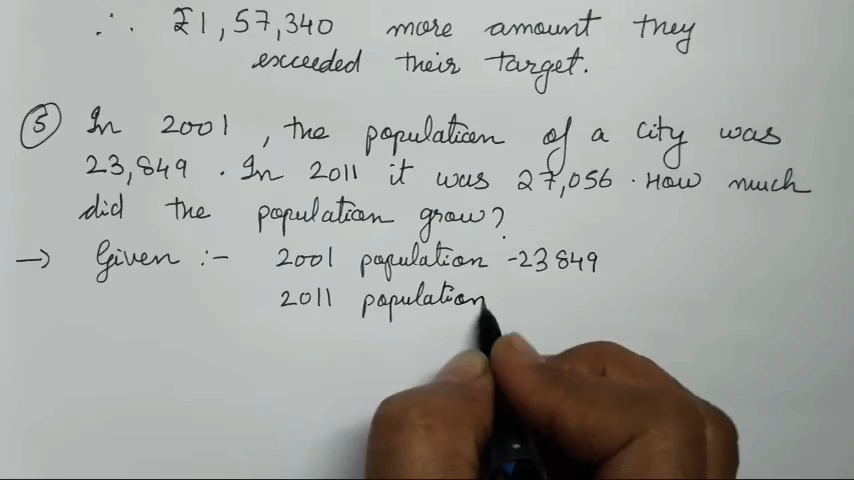 ∴ ₹1,57,340 more amount they
exceeded their target.
⑤ In 2001, the population of a city was
23,849. In 2011 it was 27,056. How much
did the population grow?
→ Given :- 2001 population - 23849
2011 population